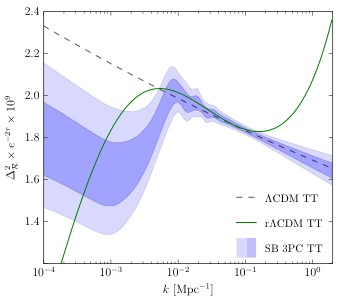 2.4
2.2
2.0
1.8
1.6
1.4
Δ²_ℛ × e^{−2τ} × 10⁹
ΛCDM TT
rΛCDM TT
SB 3PC TT
10⁻⁴ 10⁻³ 10⁻² 10⁻¹ 10⁰
k [Mpc⁻¹]